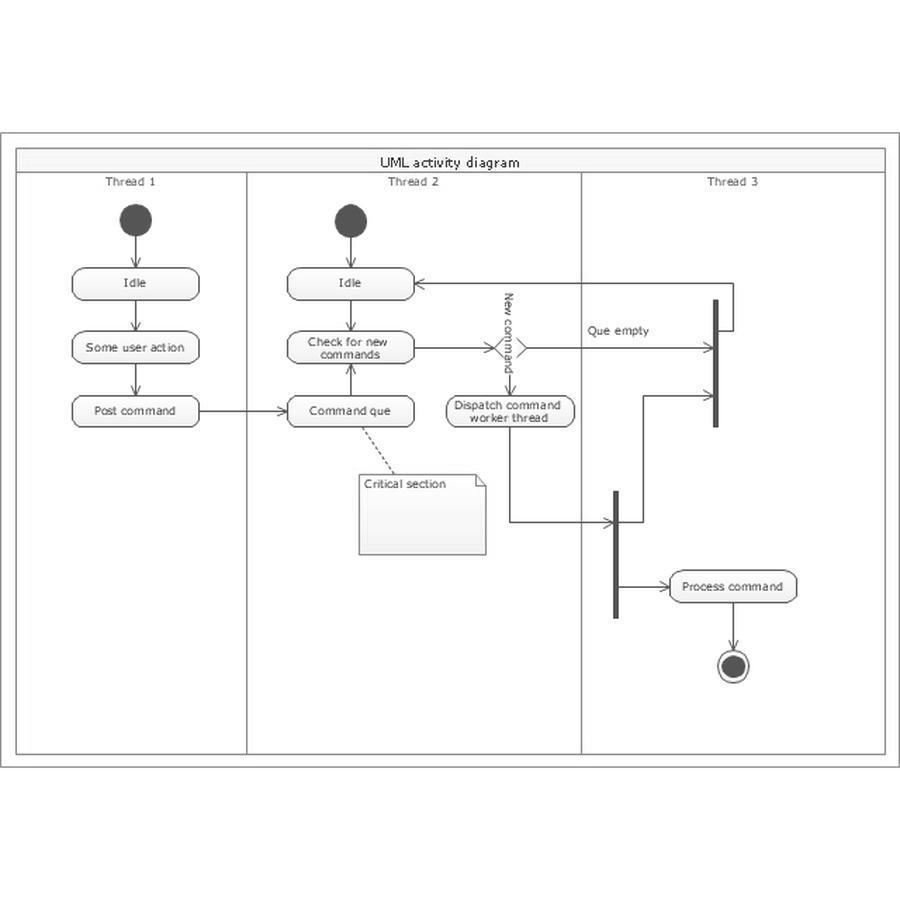 UML activity diagram
Thread 1
Thread 2
Thread 3
Idle
Idle
New command
Some user action
Check for new
commands
Que empty
Post command
Command que
Dispatch command
worker thread
Critical section
Process command